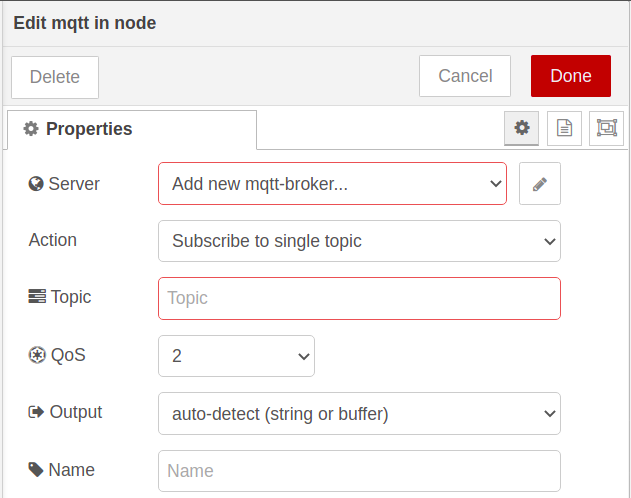 Edit mqtt in node
Delete
Cancel
Done
Properties
Server
Add new mqtt-broker...
Action
Subscribe to single topic
Topic
Topic
QoS
2
Output
auto-detect (string or buffer)
Name
Name